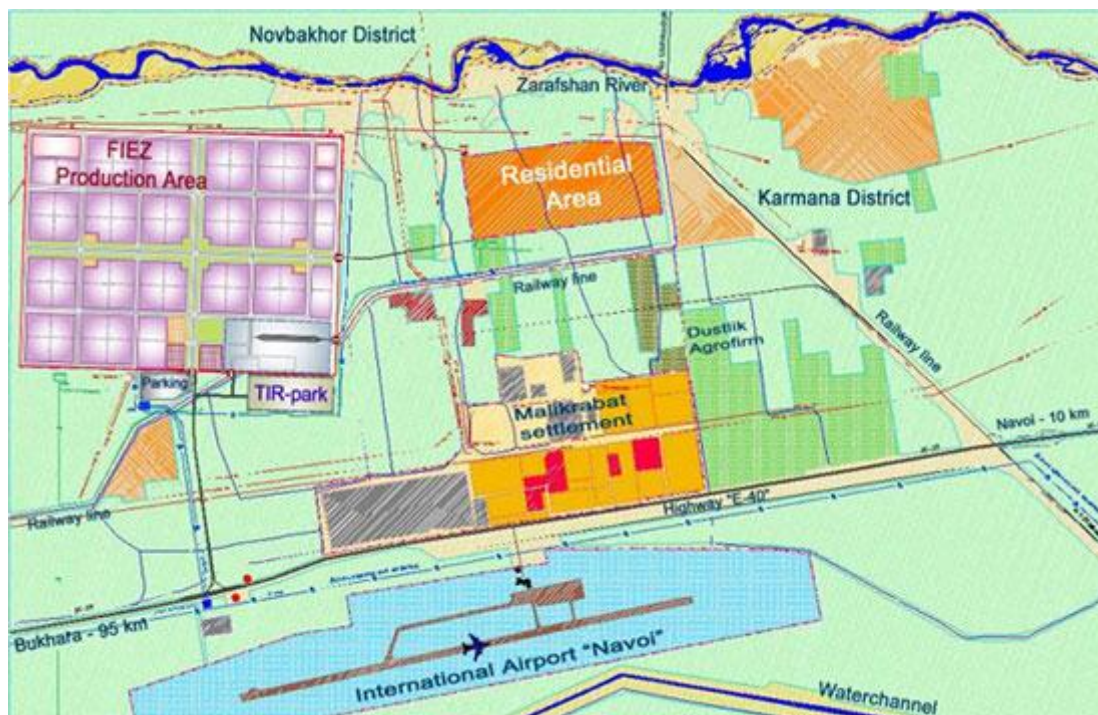 Novbakhor District
Zarafshan River
FIEZ
Production Area
Residential
Area
Karmana District
Railway line
Railway line
Dustlik
Agrofirm
Parking
TIR-park
Malikrabat
settlement
Navoi - 10 km
Railway line
Highway "E-40"
Bukhara - 95 km
International Airport "Navoi"
Waterchannel